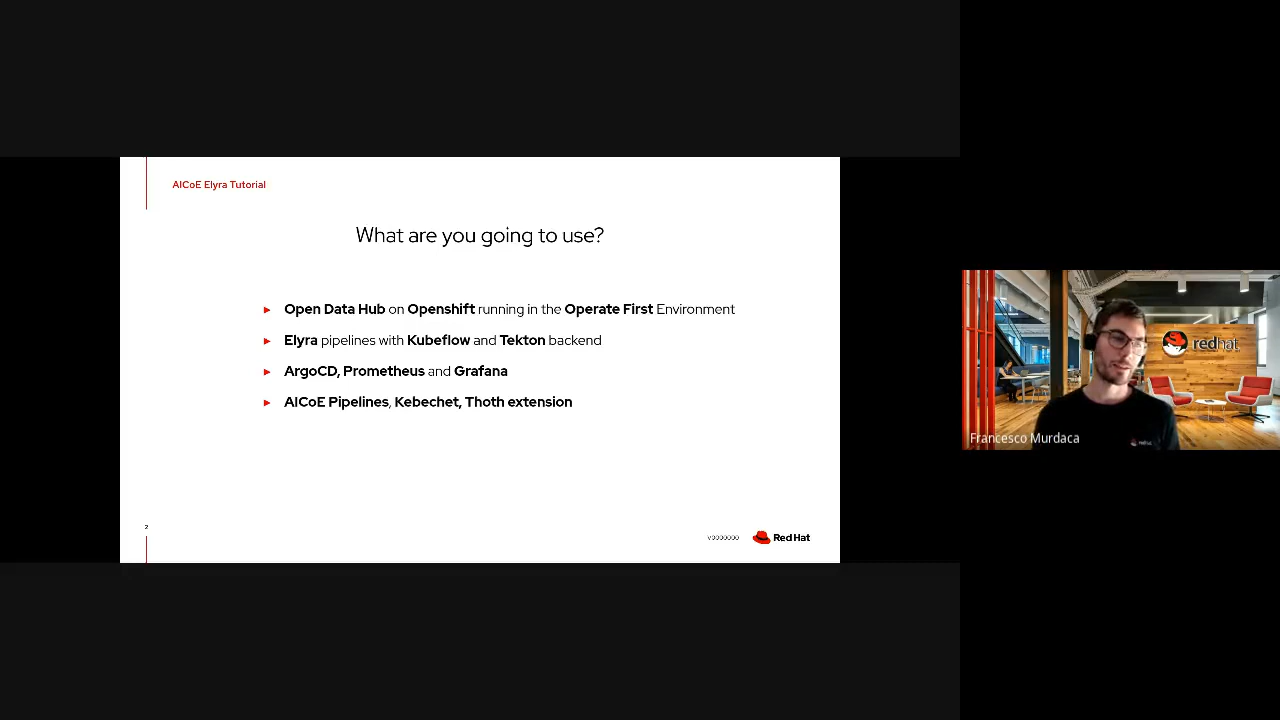 AICoE Elyra Tutorial
What are you going to use?
Open Data Hub on Openshift running in the Operate First Environment
Elyra pipelines with Kubeflow and Tekton backend
ArgoCD, Prometheus and Grafana
AICoE Pipelines, Kebechet, Thoth extension
2
V0000000
Red Hat
redhat
Francesco Murdaca